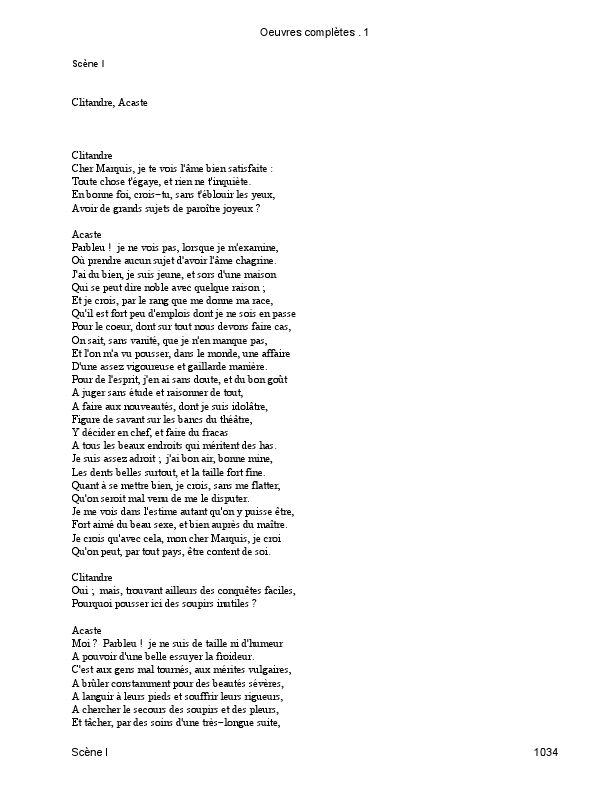 Oeuvres complètes . 1
Scène I
Clitandre, Acaste
Clitandre
Cher Marquis, je te vois l'âme bien satisfaite :
Toute chose t'égaye, et rien ne t'inquiète.
En bonne foi, crois−tu, sans t'éblouir les yeux,
Avoir de grands sujets de paroître joyeux ?
Acaste
Parbleu ! je ne vois pas, lorsque je m'examine,
Où prendre aucun sujet d'avoir l'âme chagrine.
J'ai du bien, je suis jeune, et sors d'une maison
Qui se peut dire noble avec quelque raison ;
Et je crois, par le rang que me donne ma race,
Qu'il est fort peu d'emplois dont je ne sois en passe
Pour le coeur, dont sur tout nous devons faire cas,
On sait, sans vanité, que je n'en manque pas,
Et l'on m'a vu pousser, dans le monde, une affaire
D'une assez vigoureuse et gaillarde manière.
Pour de l'esprit, j'en ai sans doute, et du bon goût
A juger sans étude et raisonner de tout,
A faire aux nouveautés, dont je suis idolâtre,
Figure de savant sur les bancs du théâtre,
Y décider en chef, et faire du fracas
A tous les beaux endroits qui méritent des has.
Je suis assez adroit ; j'ai bon air, bonne mine,
Les dents belles surtout, et la taille fort fine.
Quant à se mettre bien, je crois, sans me flatter,
Qu'on seroit mal venu de me le disputer.
Je me vois dans l'estime autant qu'on y puisse être,
Fort aimé du beau sexe, et bien auprès du maître.
Je crois qu'avec cela, mon cher Marquis, je croi
Qu'on peut, par tout pays, être content de soi.
Clitandre
Oui ; mais, trouvant ailleurs des conquêtes faciles,
Pourquoi pousser ici des soupirs inutiles ?
Acaste
Moi ? Parbleu ! je ne suis de taille ni d'humeur
A pouvoir d'une belle essuyer la froideur.
C'est aux gens mal tournés, aux mérites vulgaires,
A brûler constamment pour des beautés sévères,
A languir à leurs pieds et souffrir leurs rigueurs,
A chercher le secours des soupirs et des pleurs,
Et tâcher, par des soins d'une très−longue suite,
Scène I 1034